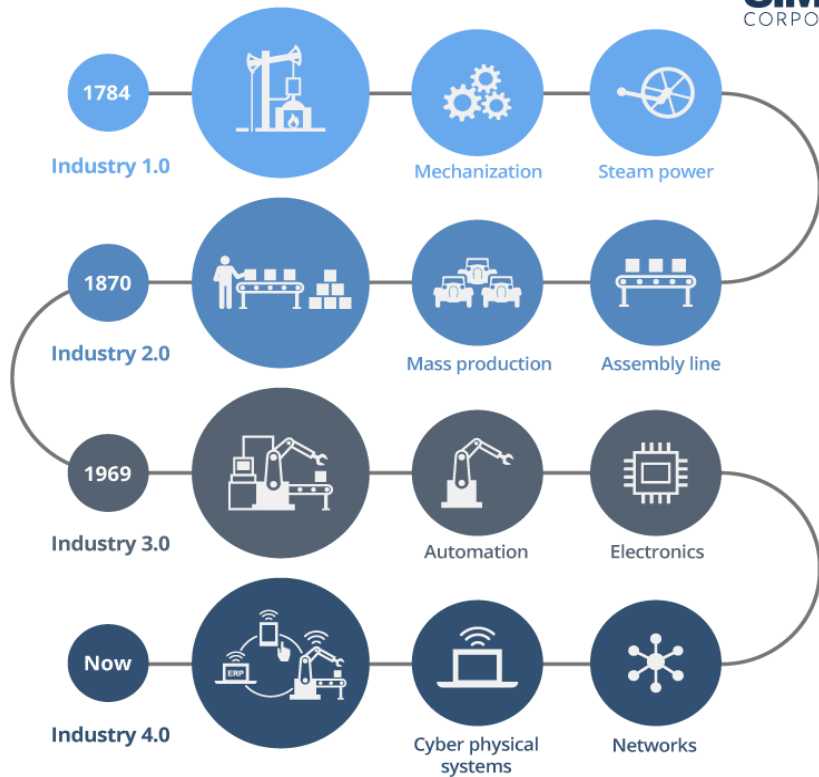 CORPO
1784
Industry 1.0
Mechanization
Steam power
1870
Industry 2.0
Mass production
Assembly line
1969
Industry 3.0
Automation
Electronics
Now
ERP
Industry 4.0
Cyber physical
systems
Networks